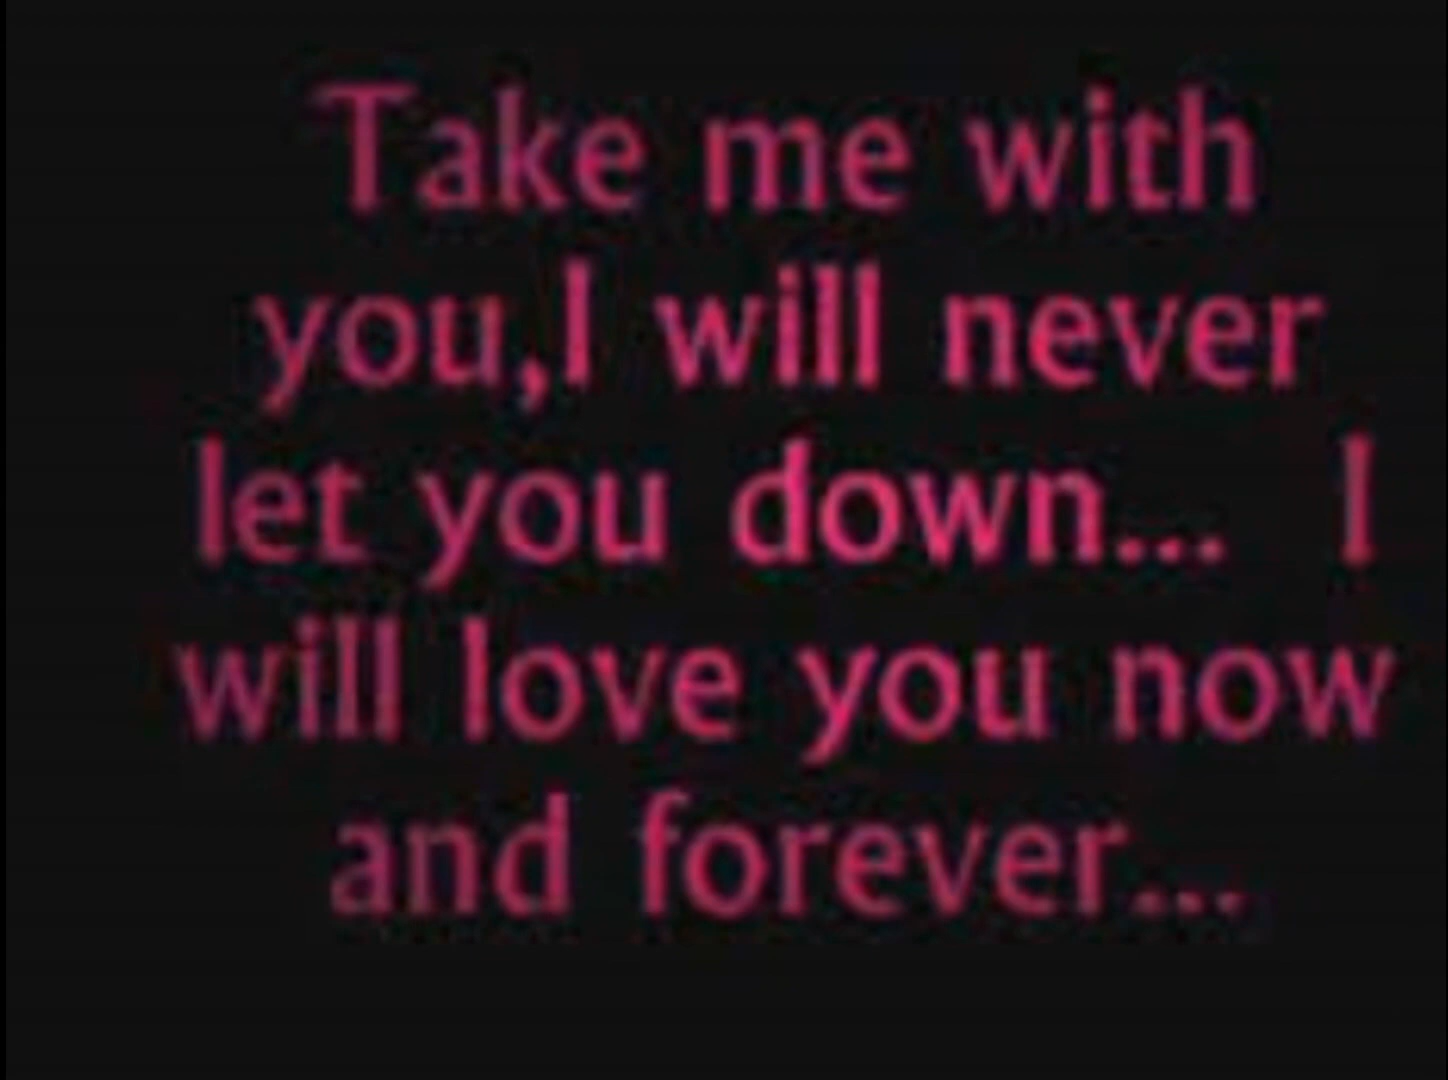 Take me with
you,I will never
let you down... I
will love you now
and forever...